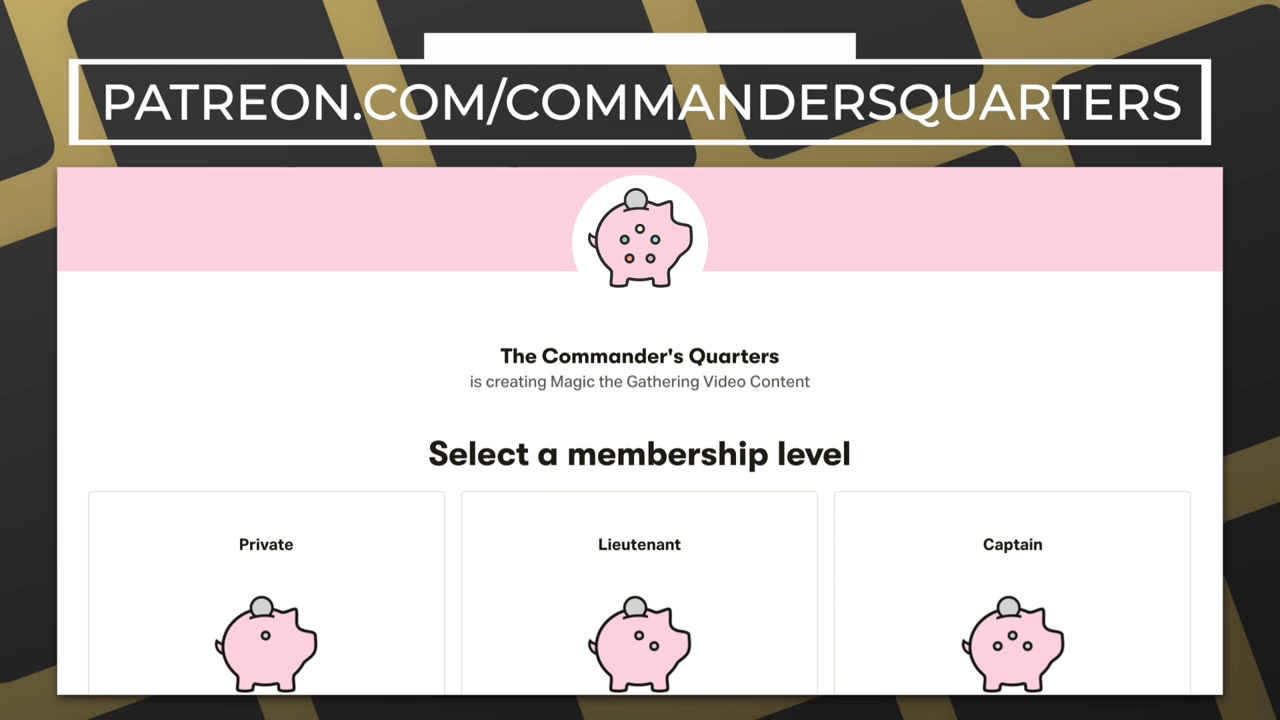 PATREON.COM/COMMANDERSQUARTERS
The Commander's Quarters
is creating Magic the Gathering Video Content
Select a membership level
Private
Lieutenant
Captain